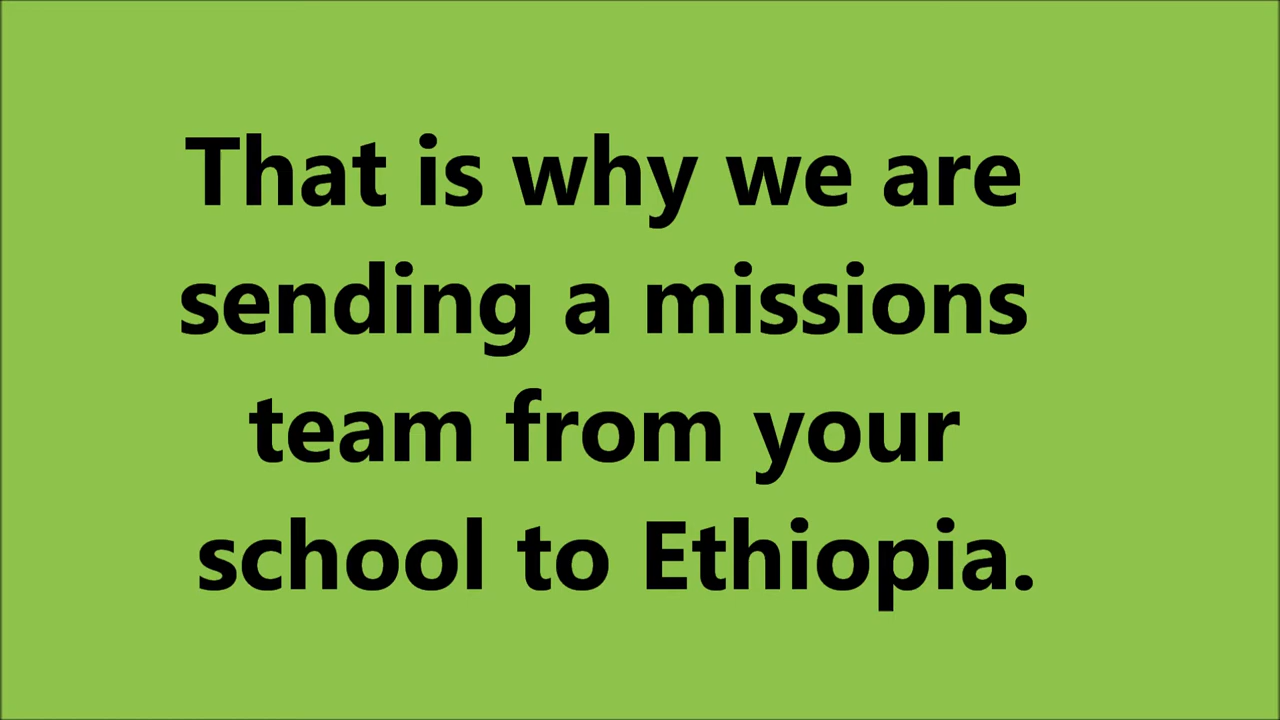 That is why we are
sending a missions
team from your
school to Ethiopia.